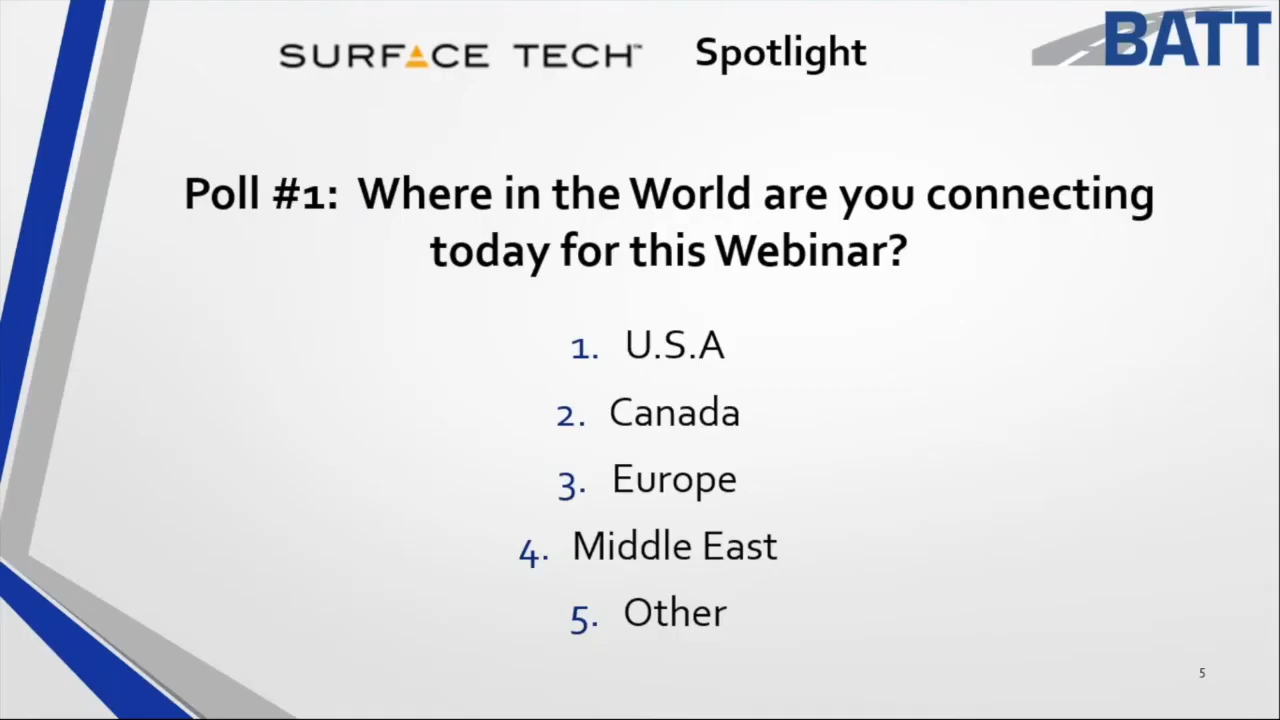 SURFACE TECH™ Spotlight
BATT
Poll #1: Where in the World are you connecting
today for this Webinar?
1. U.S.A
2. Canada
3. Europe
4. Middle East
5. Other
5